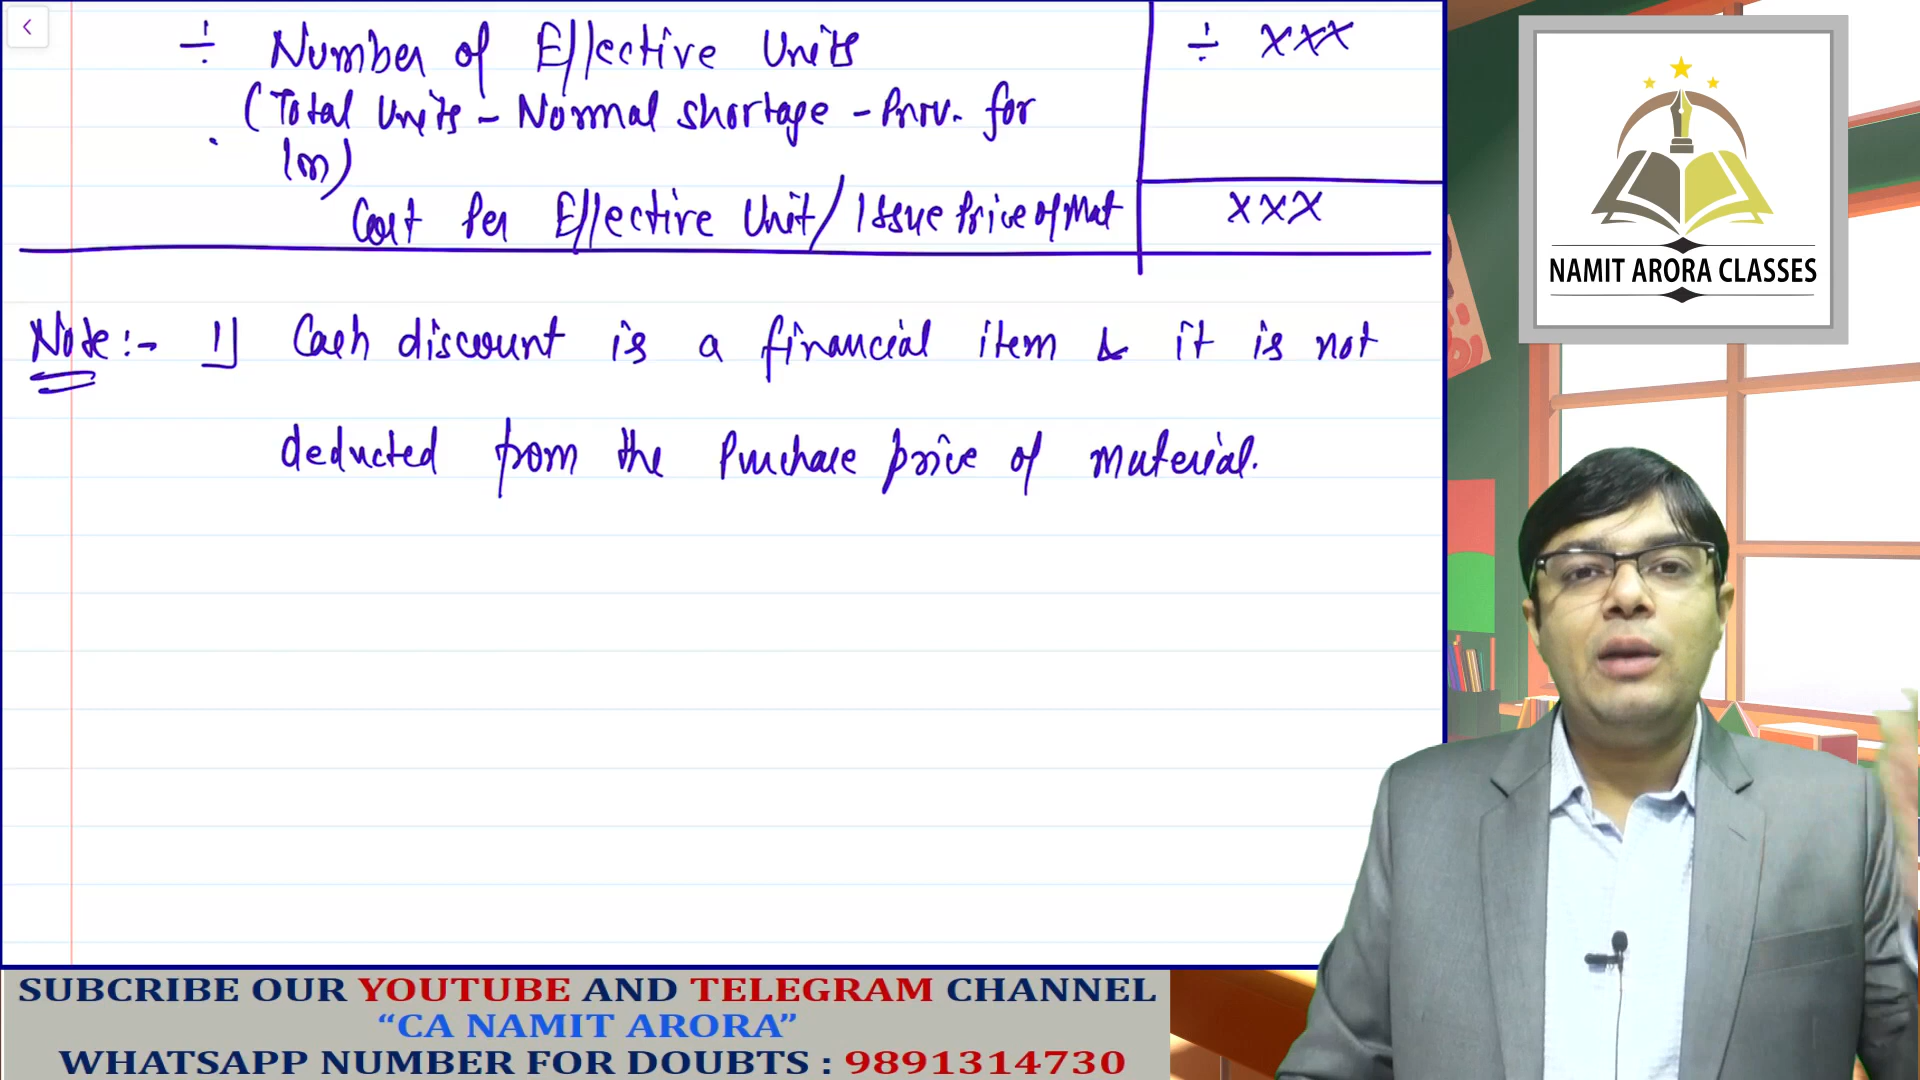 ÷ Number of Effective Units ÷ xxx
(Total Units - Normal shortage - Prov. for
loss)
Cost Per Effective Unit/Issue Price of Mat xxx
Note:- 1] Cash discount is a financial item & it is not
deducted from the Purchase price of material.
NAMIT ARORA CLASSES
SUBCRIBE OUR YOUTUBE AND TELEGRAM CHANNEL
“CA NAMIT ARORA”
WHATSAPP NUMBER FOR DOUBTS : 9891314730